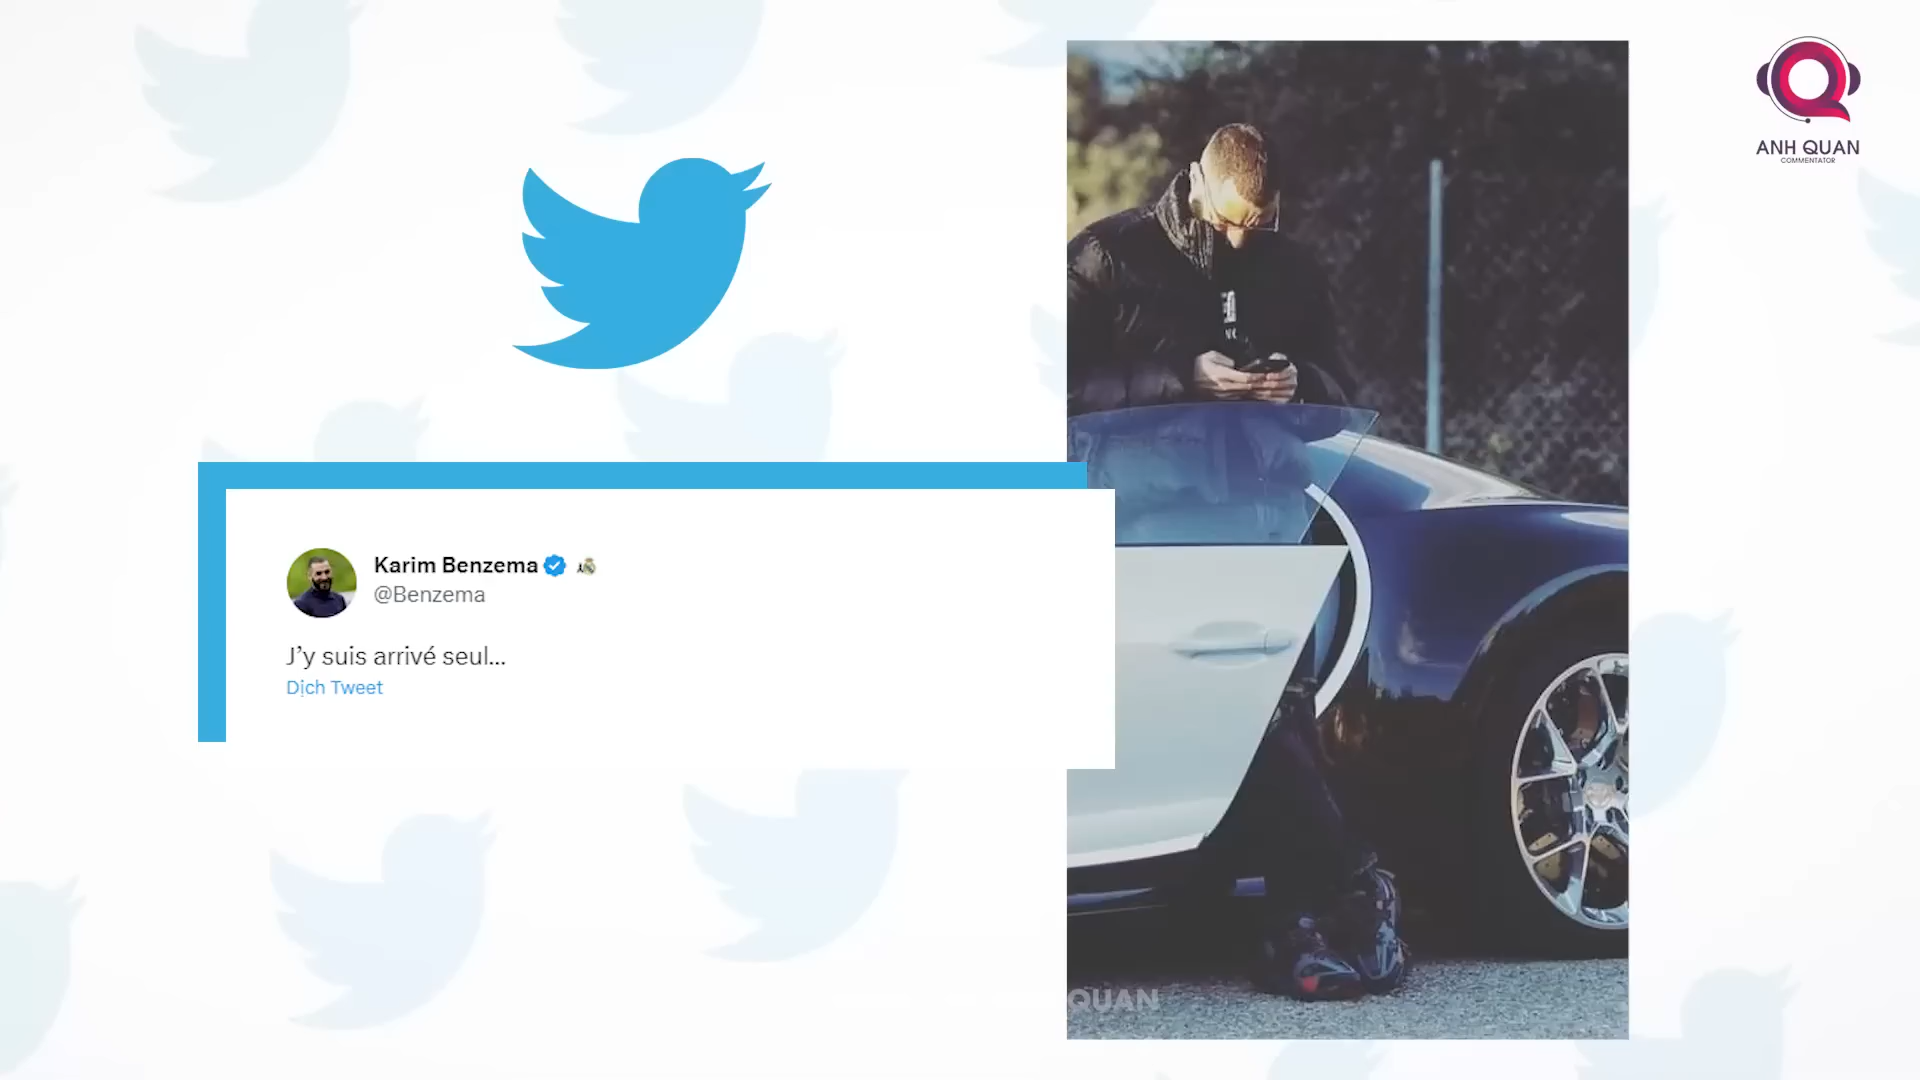 ANH QUAN
COMMENTATOR
Karim Benzema
@Benzema
J’y suis arrivé seul...
Dịch Tweet
QUAN